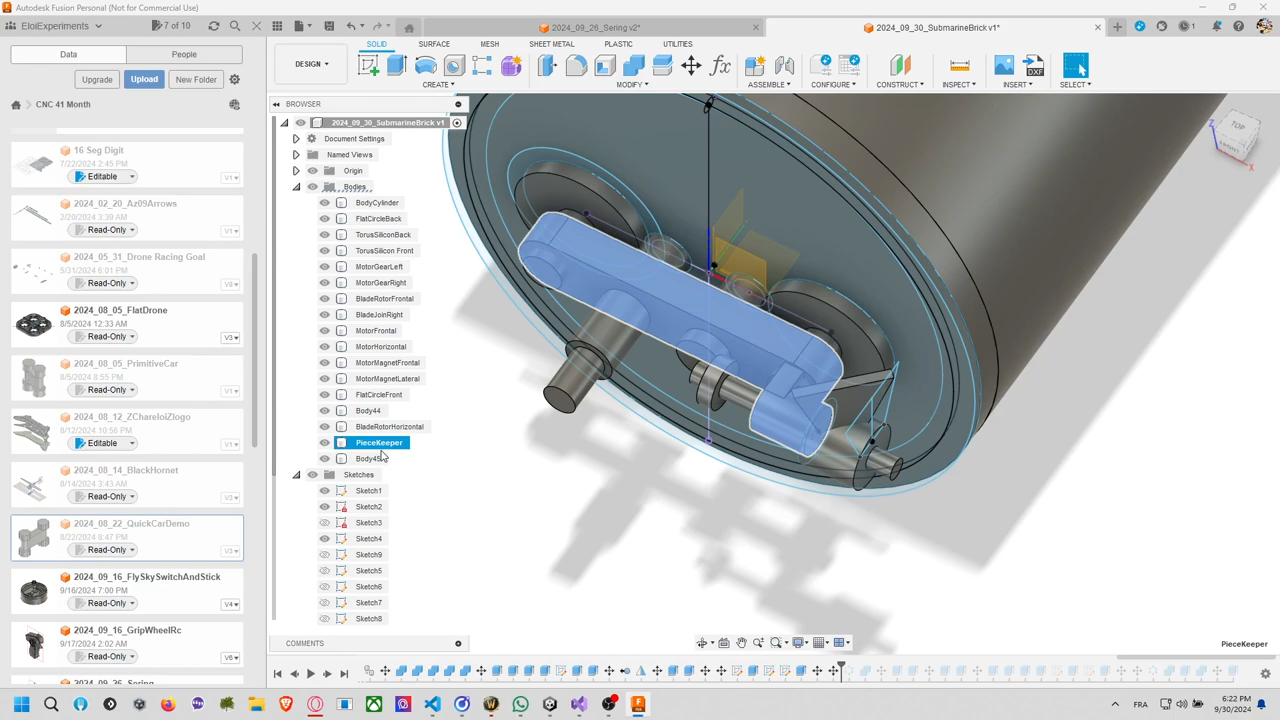 Autodesk Fusion Personal (Not for Commercial Use)
EloiExperiments
7 of 10
2024_09_26_Sering v2*
2024_09_30_SubmarineBrick v1*
1
Data
People
SOLID
SURFACE
MESH
SHEET METAL
PLASTIC
UTILITIES
Upgrade
Upload
New Folder
DESIGN
CREATE
MODIFY
ASSEMBLE
CONFIGURE
CONSTRUCT
INSPECT
INSERT
SELECT
DXF
CNC 41 Month
BROWSER
2024_09_30_SubmarineBrick v1
Document Settings
Named Views
Origin
Bodies
BodyCylinder
FlatCircleBack
TorusSiliconBack
TorusSilicon Front
MotorGearLeft
MotorGearRight
BladeRotorFrontal
BladeJoinRight
MotorFrontal
MotorHorizontal
MotorMagnetFrontal
MotorMagnetLateral
FlatCircleFront
Body44
BladeRotorHorizontal
PieceKeeper
Body45
Sketches
Sketch1
Sketch2
Sketch3
Sketch4
Sketch9
Sketch5
Sketch6
Sketch7
Sketch8
16 Seg Digit
7/22/2024 2:45 PM
Editable
V1
2024_02_20_Az09Arrows
2/20/2024 3:39 AM
Read-Only
V1
2024_05_31_Drone Racing Goal
5/31/2024 6:01 PM
Read-Only
V2
2024_08_05_FlatDrone
8/5/2024 12:33 AM
Read-Only
V3
2024_08_05_PrimitiveCar
8/5/2024 8:55 PM
Read-Only
2024_08_12_ZChareloiZlogo
8/12/2024 5:02 PM
Editable
V1
2024_08_14_BlackHornet
8/14/2024 3:43 AM
Read-Only
2024_08_22_QuickCarDemo
8/22/2024 8:47 PM
Read-Only
2024_09_16_FlySkySwitchAndStick
9/16/2024 7:00 PM
Read-Only
V4
2024_09_16_GripWheelRc
9/17/2024 2:02 AM
Read-Only
V6
TOP
FRONT
RIGHT
Z
X
COMMENTS
PieceKeeper
FRA
6:22 PM
9/30/2024